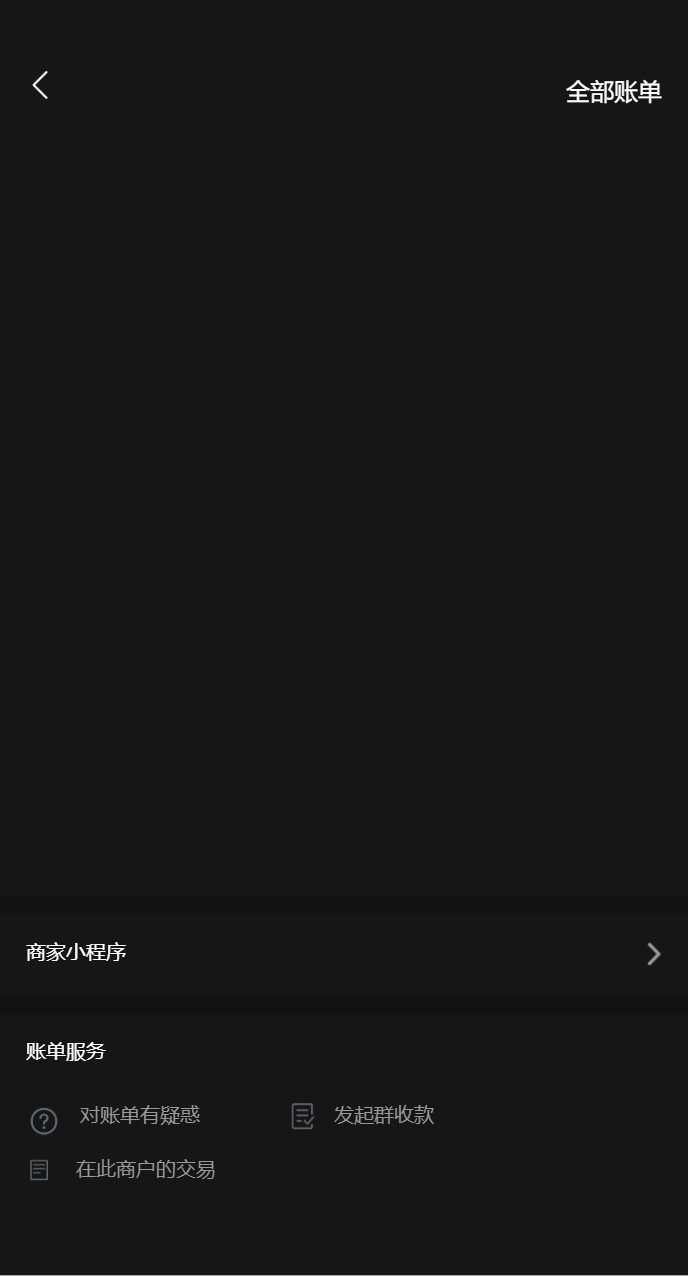 全部账单
商家小程序
账单服务
对账单有疑惑 发起群收款
在此商户的交易